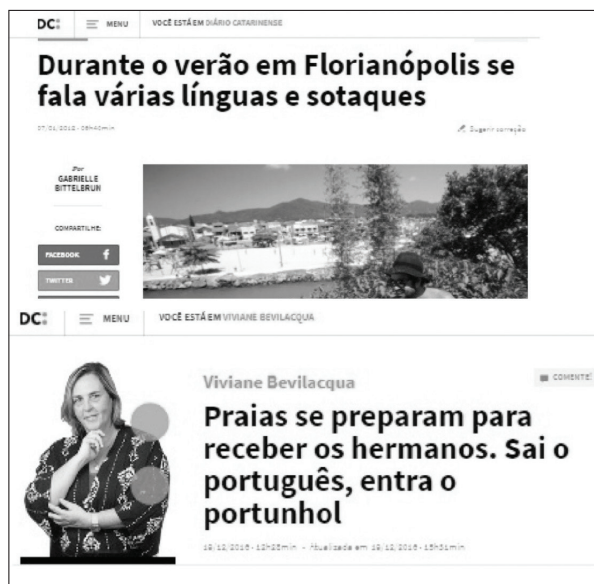 DC:
MENU
VOCÊ ESTÁ EM DIÁRIO CATARINENSE
Durante o verão em Florianópolis se
fala várias línguas e sotaques
Sugerir correção
Por
GABRIELLE
BITTELBRUN
COMPARTILHE:
FACEBOOK
TWITTER
DC:
MENU
VOCÊ ESTÁ EM VIVIANE BEVILACQUA
COMENTE!
Viviane Bevilacqua
Praias se preparam para
receber os hermanos. Sai o
português, entra o
portunhol